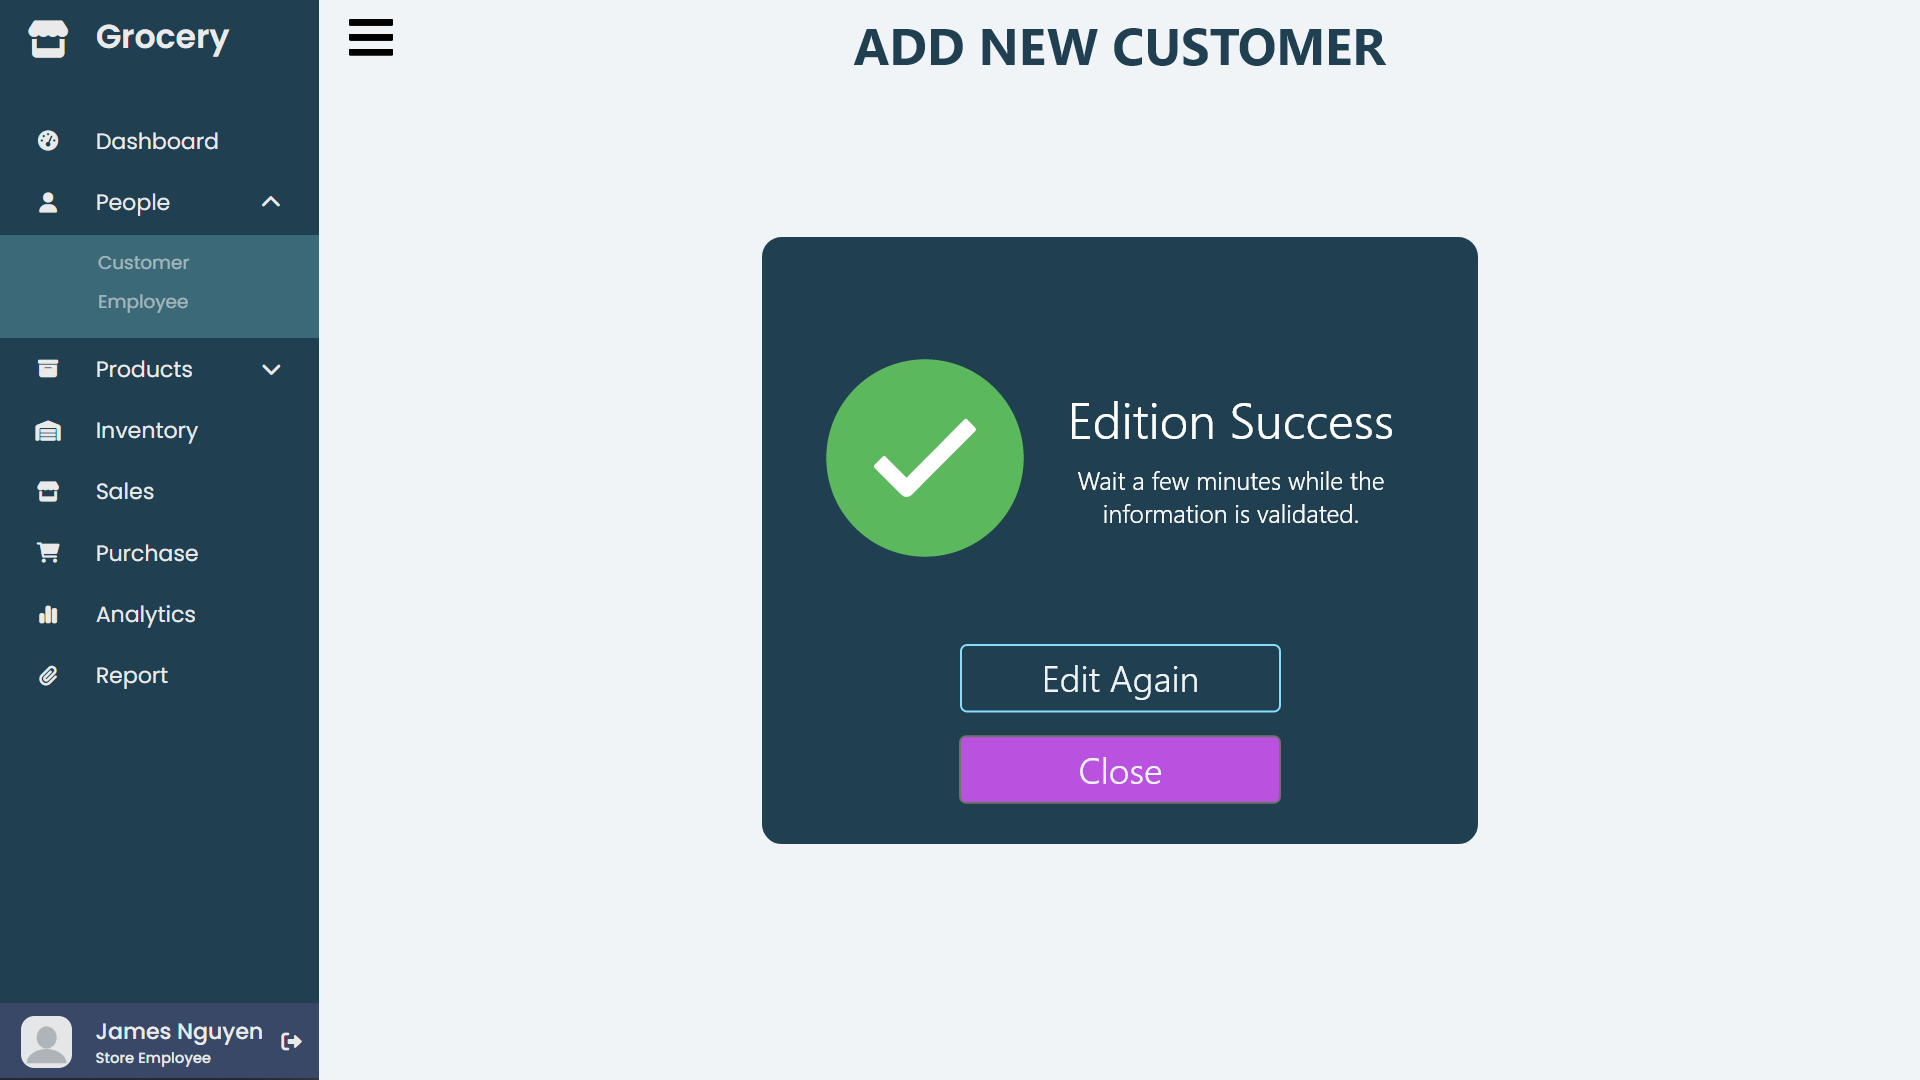 Grocery
Dashboard
People
Customer
Employee
Products
Inventory
Sales
Purchase
Analytics
Report
James Nguyen
Store Employee
ADD NEW CUSTOMER
Edition Success
Wait a few minutes while the
information is validated.
Edit Again
Close